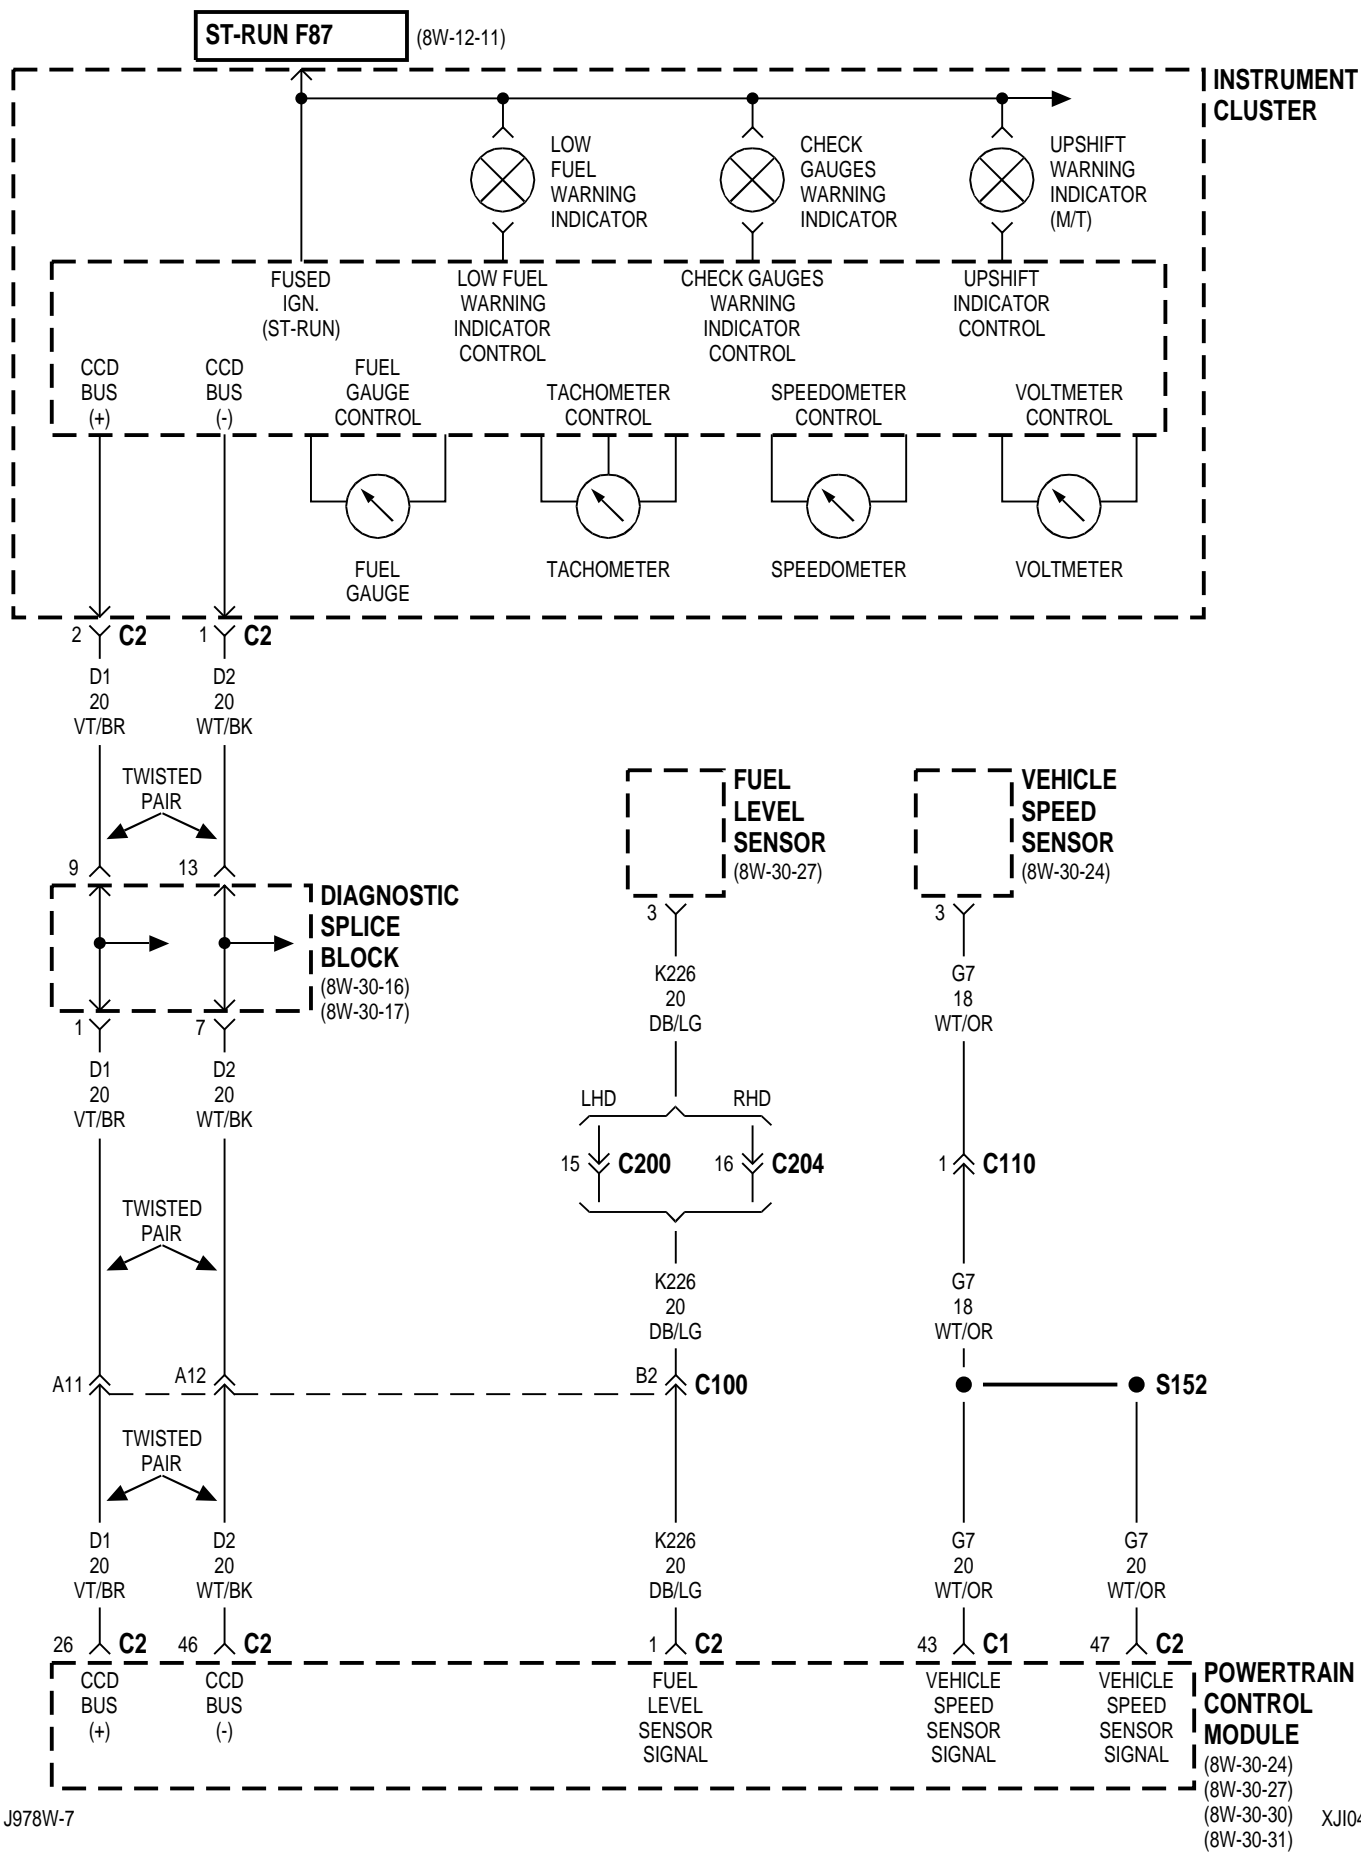 ST-RUN F87
(8W-12-11)
INSTRUMENT
CLUSTER
LOW
FUEL
WARNING
INDICATOR
CHECK
GAUGES
WARNING
INDICATOR
UPSHIFT
WARNING
INDICATOR
(M/T)
FUSED
IGN.
(ST-RUN)
LOW FUEL
WARNING
INDICATOR
CONTROL
CHECK GAUGES
WARNING
INDICATOR
CONTROL
UPSHIFT
INDICATOR
CONTROL
CCD
BUS
(+)
CCD
BUS
(-)
FUEL
GAUGE
CONTROL
TACHOMETER
CONTROL
SPEEDOMETER
CONTROL
VOLTMETER
CONTROL
FUEL
GAUGE
TACHOMETER
SPEEDOMETER
VOLTMETER
2 C2
1 C2
D1
20
VT/BR
D2
20
WT/BK
TWISTED
PAIR
9
13
DIAGNOSTIC
SPLICE
BLOCK
(8W-30-16)
(8W-30-17)
FUEL
LEVEL
SENSOR
(8W-30-27)
VEHICLE
SPEED
SENSOR
(8W-30-24)
1
7
3
3
D1
20
VT/BR
D2
20
WT/BK
K226
20
DB/LG
G7
18
WT/OR
LHD
RHD
15 C200
16 C204
1 C110
TWISTED
PAIR
K226
20
DB/LG
G7
18
WT/OR
A11
A12
B2 C100
S152
TWISTED
PAIR
D1
20
VT/BR
D2
20
WT/BK
K226
20
DB/LG
G7
20
WT/OR
G7
20
WT/OR
26 C2
46 C2
1 C2
43 C1
47 C2
CCD
BUS
(+)
CCD
BUS
(-)
FUEL
LEVEL
SENSOR
SIGNAL
VEHICLE
SPEED
SENSOR
SIGNAL
VEHICLE
SPEED
SENSOR
SIGNAL
POWERTRAIN
CONTROL
MODULE
(8W-30-24)
(8W-30-27)
(8W-30-30)
(8W-30-31)
J978W-7